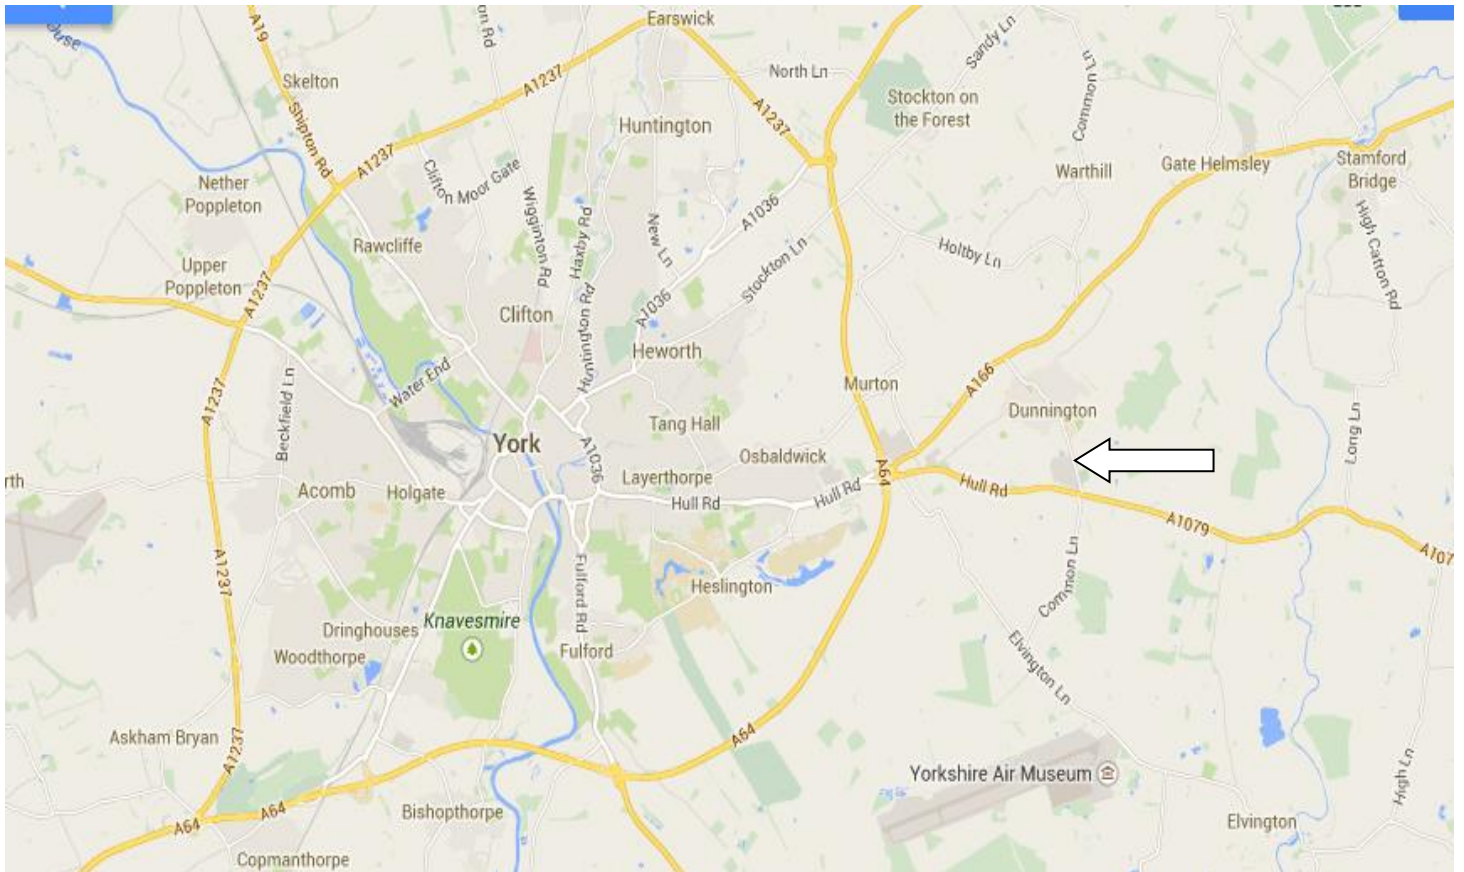 Earswick
A19
Ouse
Skelton
North Ln
Sandy Ln
A1237
A1237
Stockton on
the Forest
Common Ln
Shipton Rd
Huntington
A1237
Clifton Moor Gate
Warthill
Gate Helmsley
Stamford
Bridge
Nether
Poppleton
Wigginton Rd
Haxby Rd
New Ln
A1036
High Catton Rd
Rawcliffe
Stockton Ln
Holtby Ln
Upper
Poppleton
A1237
Clifton
Huntington Rd
A1036
Heworth
Water End
Beckfield Ln
A1237
Murton
A166
Dunnington
Tang Hall
Long Ln
York
A1036
Osbaldwick
A64
Layerthorpe
Acomb
Holgate
Hull Rd
Hull Rd
Hull Rd
A1079
A107
A1237
Fulford Rd
Heslington
Common Ln
Knavesmire
Dringhouses
Woodthorpe
Fulford
Elvington Ln
Askham Bryan
A1237
A64
Yorkshire Air Museum
High Ln
A64
A64
Bishopthorpe
Elvington
Copmanthorpe